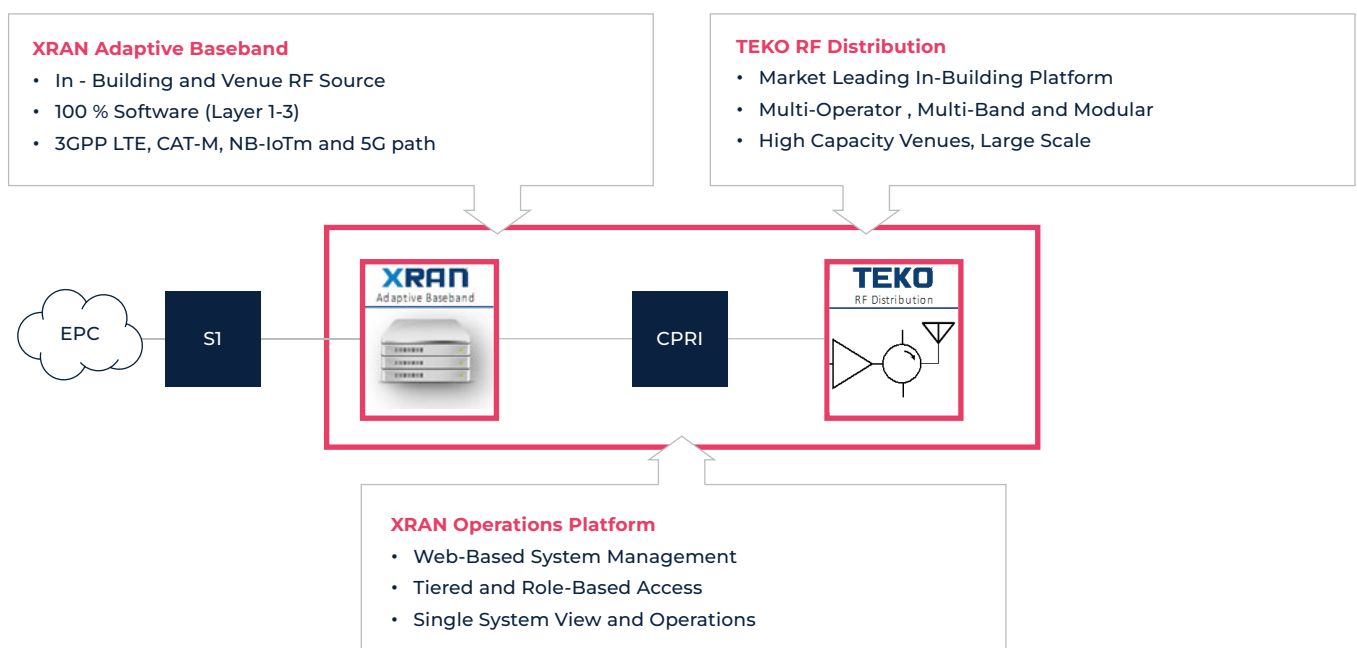 XRAN Adaptive Baseband
• In - Building and Venue RF Source
• 100 % Software (Layer 1-3)
• 3GPP LTE, CAT-M, NB-IoTm and 5G path
TEKO RF Distribution
• Market Leading In-Building Platform
• Multi-Operator , Multi-Band and Modular
• High Capacity Venues, Large Scale
EPC
S1
XRAN
Adaptive Baseband
CPRI
TEKO
RF Distribution
XRAN Operations Platform
• Web-Based System Management
• Tiered and Role-Based Access
• Single System View and Operations